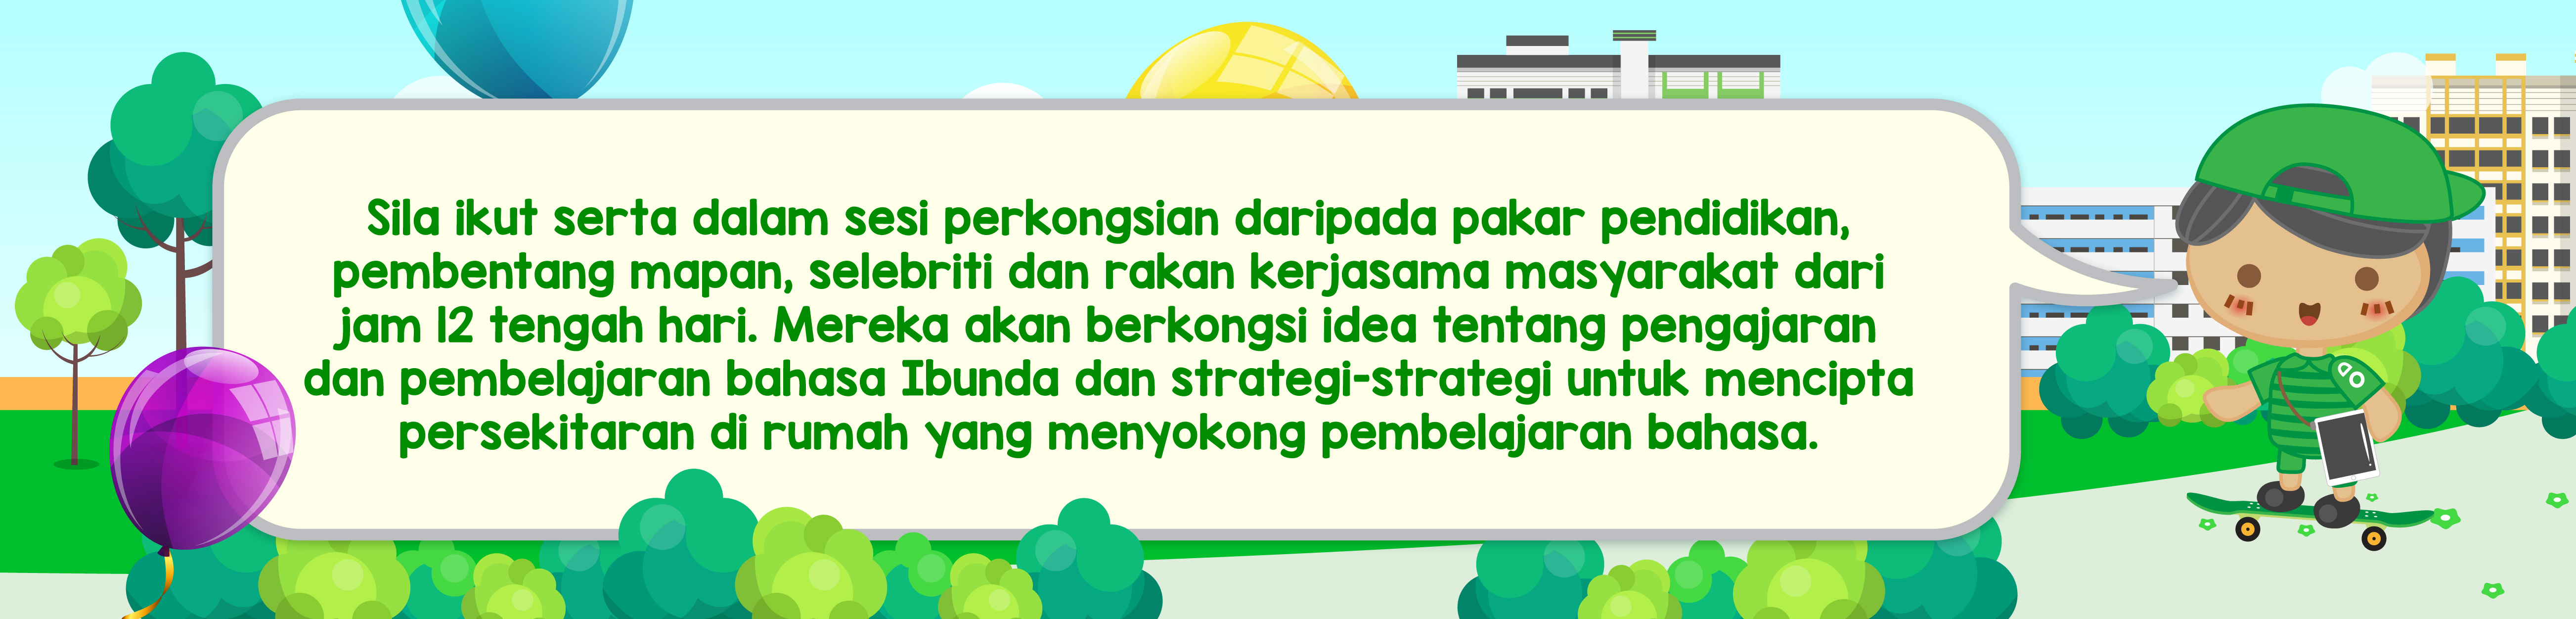 Sila ikut serta dalam sesi perkongsian daripada pakar pendidikan,
pembentang mapan, selebriti dan rakan kerjasama masyarakat dari
jam 12 tengah hari. Mereka akan berkongsi idea tentang pengajaran
dan pembelajaran bahasa Ibunda dan strategi-strategi untuk mencipta
persekitaran di rumah yang menyokong pembelajaran bahasa.